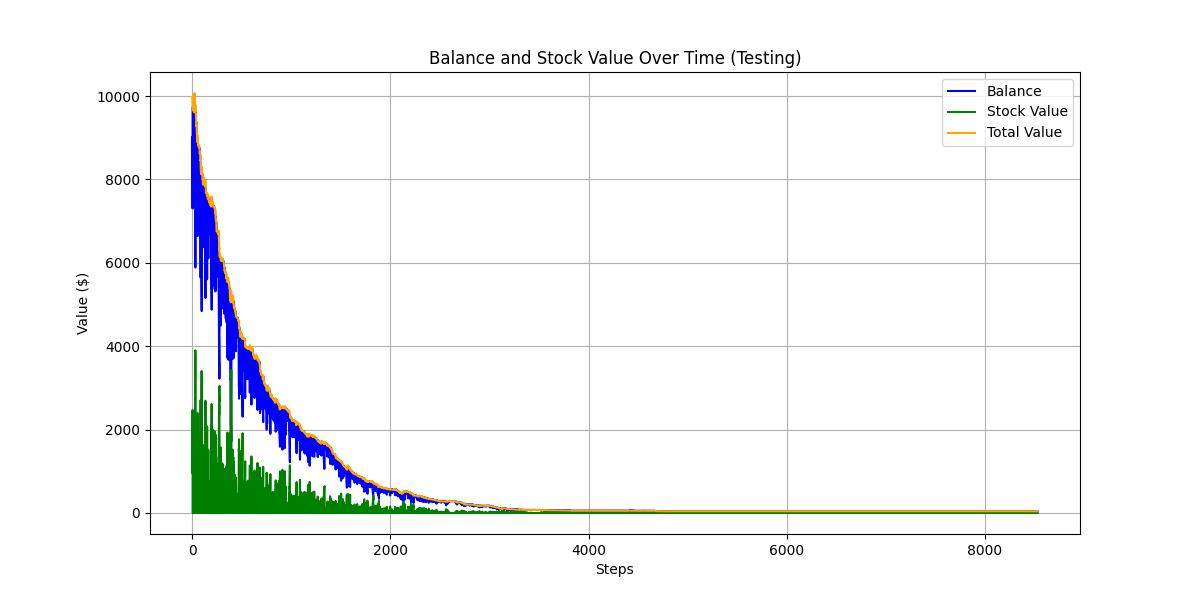 Balance and Stock Value Over Time (Testing)
Balance
Stock Value
Total Value
10000
8000
6000
4000
2000
0
Value ($)
0 2000 4000 6000 8000
Steps